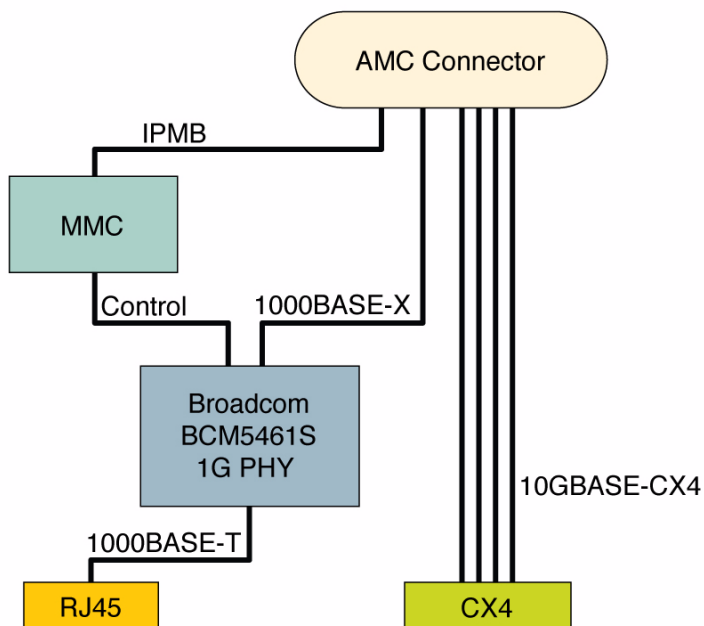 AMC Connector
IPMB
MMC
Control
1000BASE-X
Broadcom
BCM5461S
1G PHY
10GBASE-CX4
1000BASE-T
RJ45
CX4